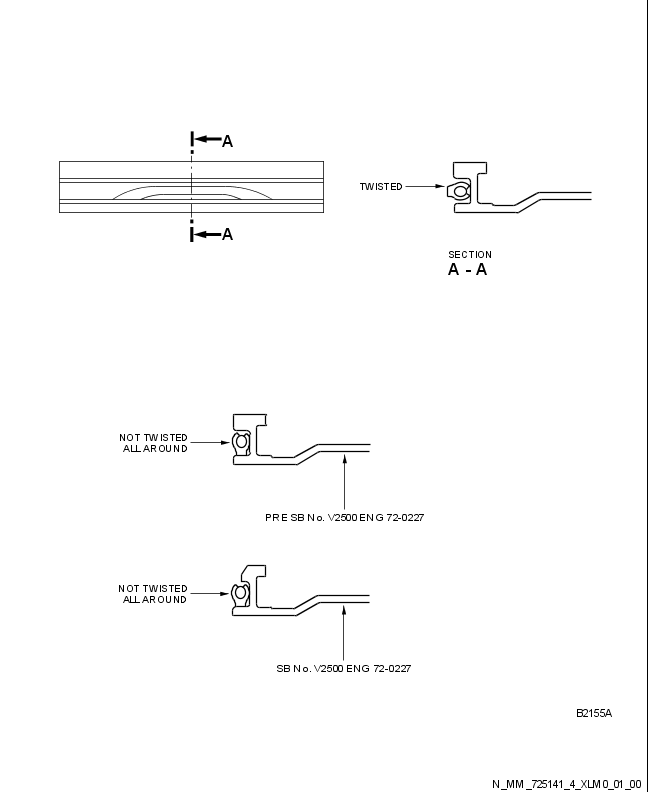 A
TWISTED
A
SECTION
A - A
NOT TWISTED
ALL AROUND
PRE SB No. V2500 ENG 72-0227
NOT TWISTED
ALL AROUND
SB No. V2500 ENG 72-0227
B2155A
N_MM_725141_4_XLM0_01_00